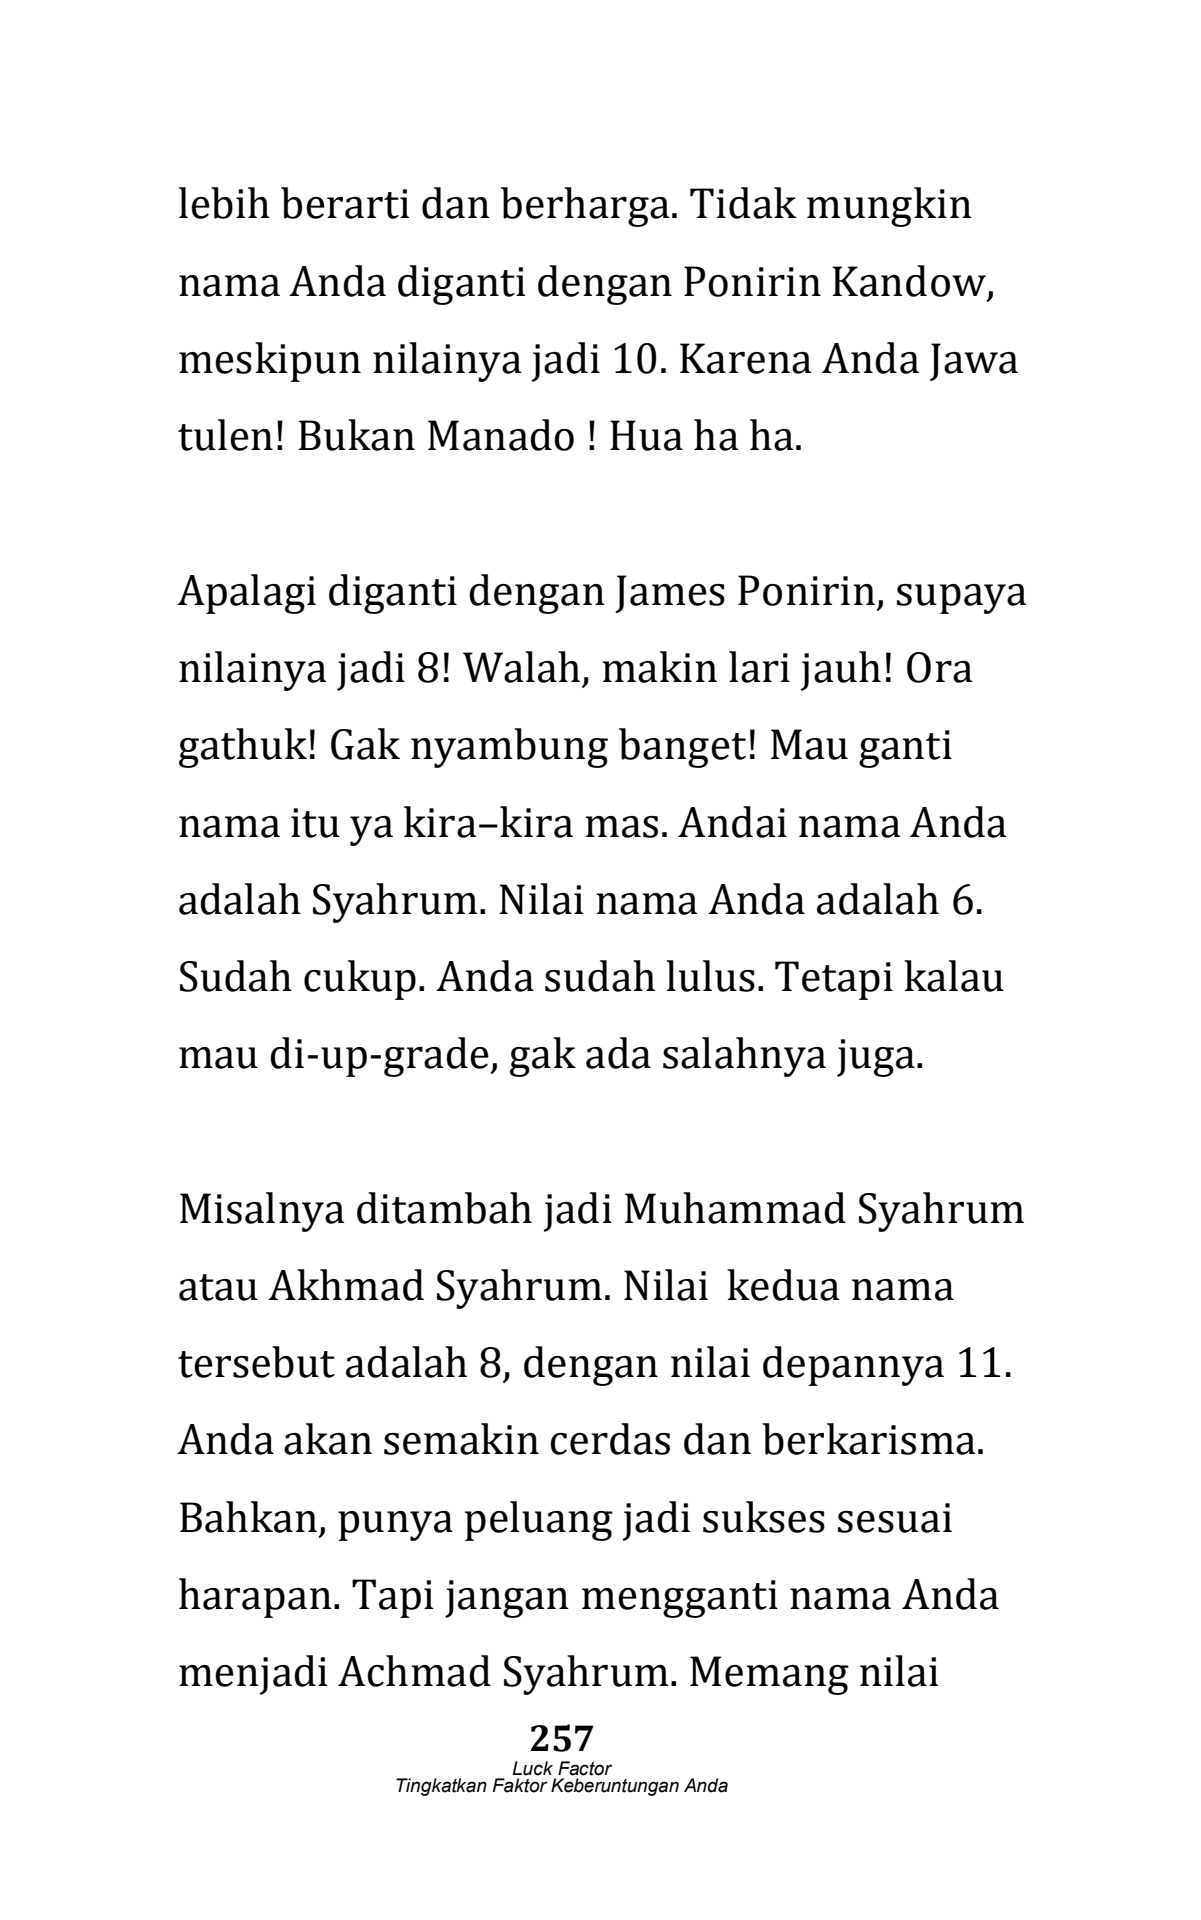 lebih berarti dan berharga. Tidak mungkin
nama Anda diganti dengan Ponirin Kandow,
meskipun nilainya jadi 10. Karena Anda Jawa
tulen! Bukan Manado ! Hua ha ha.
Apalagi diganti dengan James Ponirin, supaya
nilainya jadi 8! Walah, makin lari jauh! Ora
gathuk! Gak nyambung banget! Mau ganti
nama itu ya kira–kira mas. Andai nama Anda
adalah Syahrum. Nilai nama Anda adalah 6.
Sudah cukup. Anda sudah lulus. Tetapi kalau
mau di-up-grade, gak ada salahnya juga.
Misalnya ditambah jadi Muhammad Syahrum
atau Akhmad Syahrum. Nilai kedua nama
tersebut adalah 8, dengan nilai depannya 11.
Anda akan semakin cerdas dan berkarisma.
Bahkan, punya peluang jadi sukses sesuai
harapan. Tapi jangan mengganti nama Anda
menjadi Achmad Syahrum. Memang nilai
257
Luck Factor
Tingkatkan Faktor Keberuntungan Anda